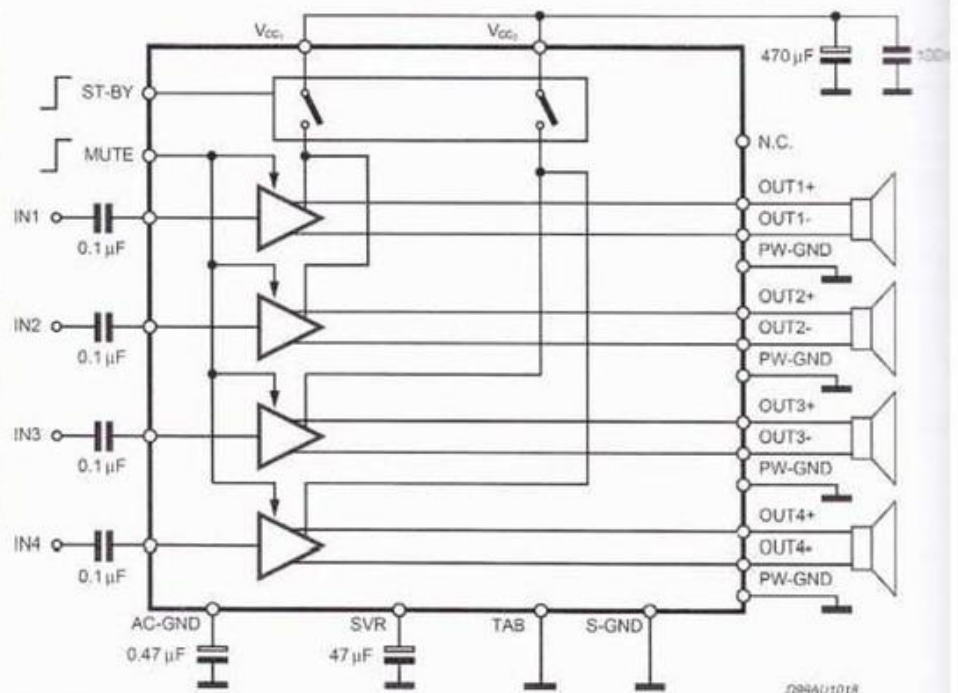 VCC1
VCC2
470 µF
ST-BY
MUTE
N.C.
IN1
0.1 µF
OUT1+
OUT1-
PW-GND
IN2
0.1 µF
OUT2+
OUT2-
PW-GND
IN3
0.1 µF
OUT3+
OUT3-
PW-GND
IN4
0.1 µF
OUT4+
OUT4+
PW-GND
AC-GND
SVR
TAB
S-GND
0.47 µF
47 µF
D99AU1018